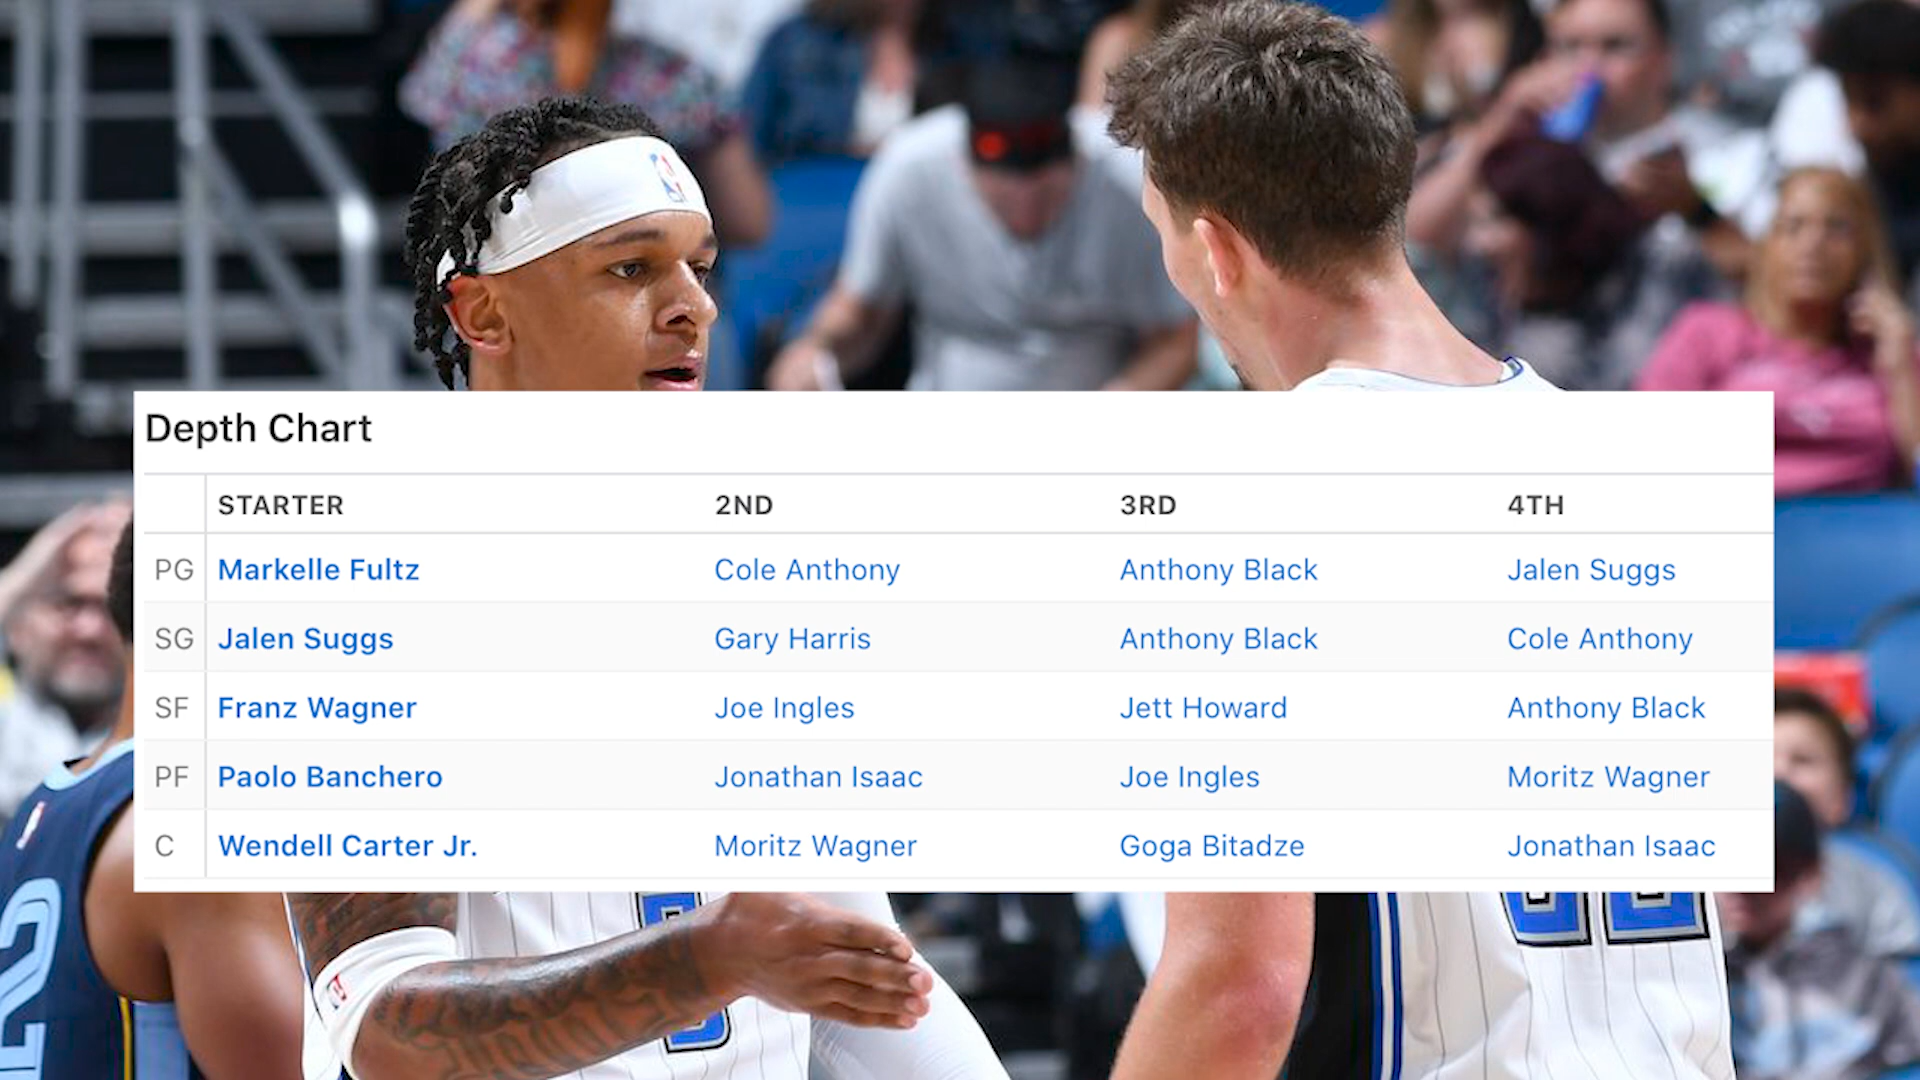 Depth Chart
STARTER 2ND 3RD 4TH
PG Markelle Fultz Cole Anthony Anthony Black Jalen Suggs
SG Jalen Suggs Gary Harris Anthony Black Cole Anthony
SF Franz Wagner Joe Ingles Jett Howard Anthony Black
PF Paolo Banchero Jonathan Isaac Joe Ingles Moritz Wagner
C Wendell Carter Jr. Moritz Wagner Goga Bitadze Jonathan Isaac
2